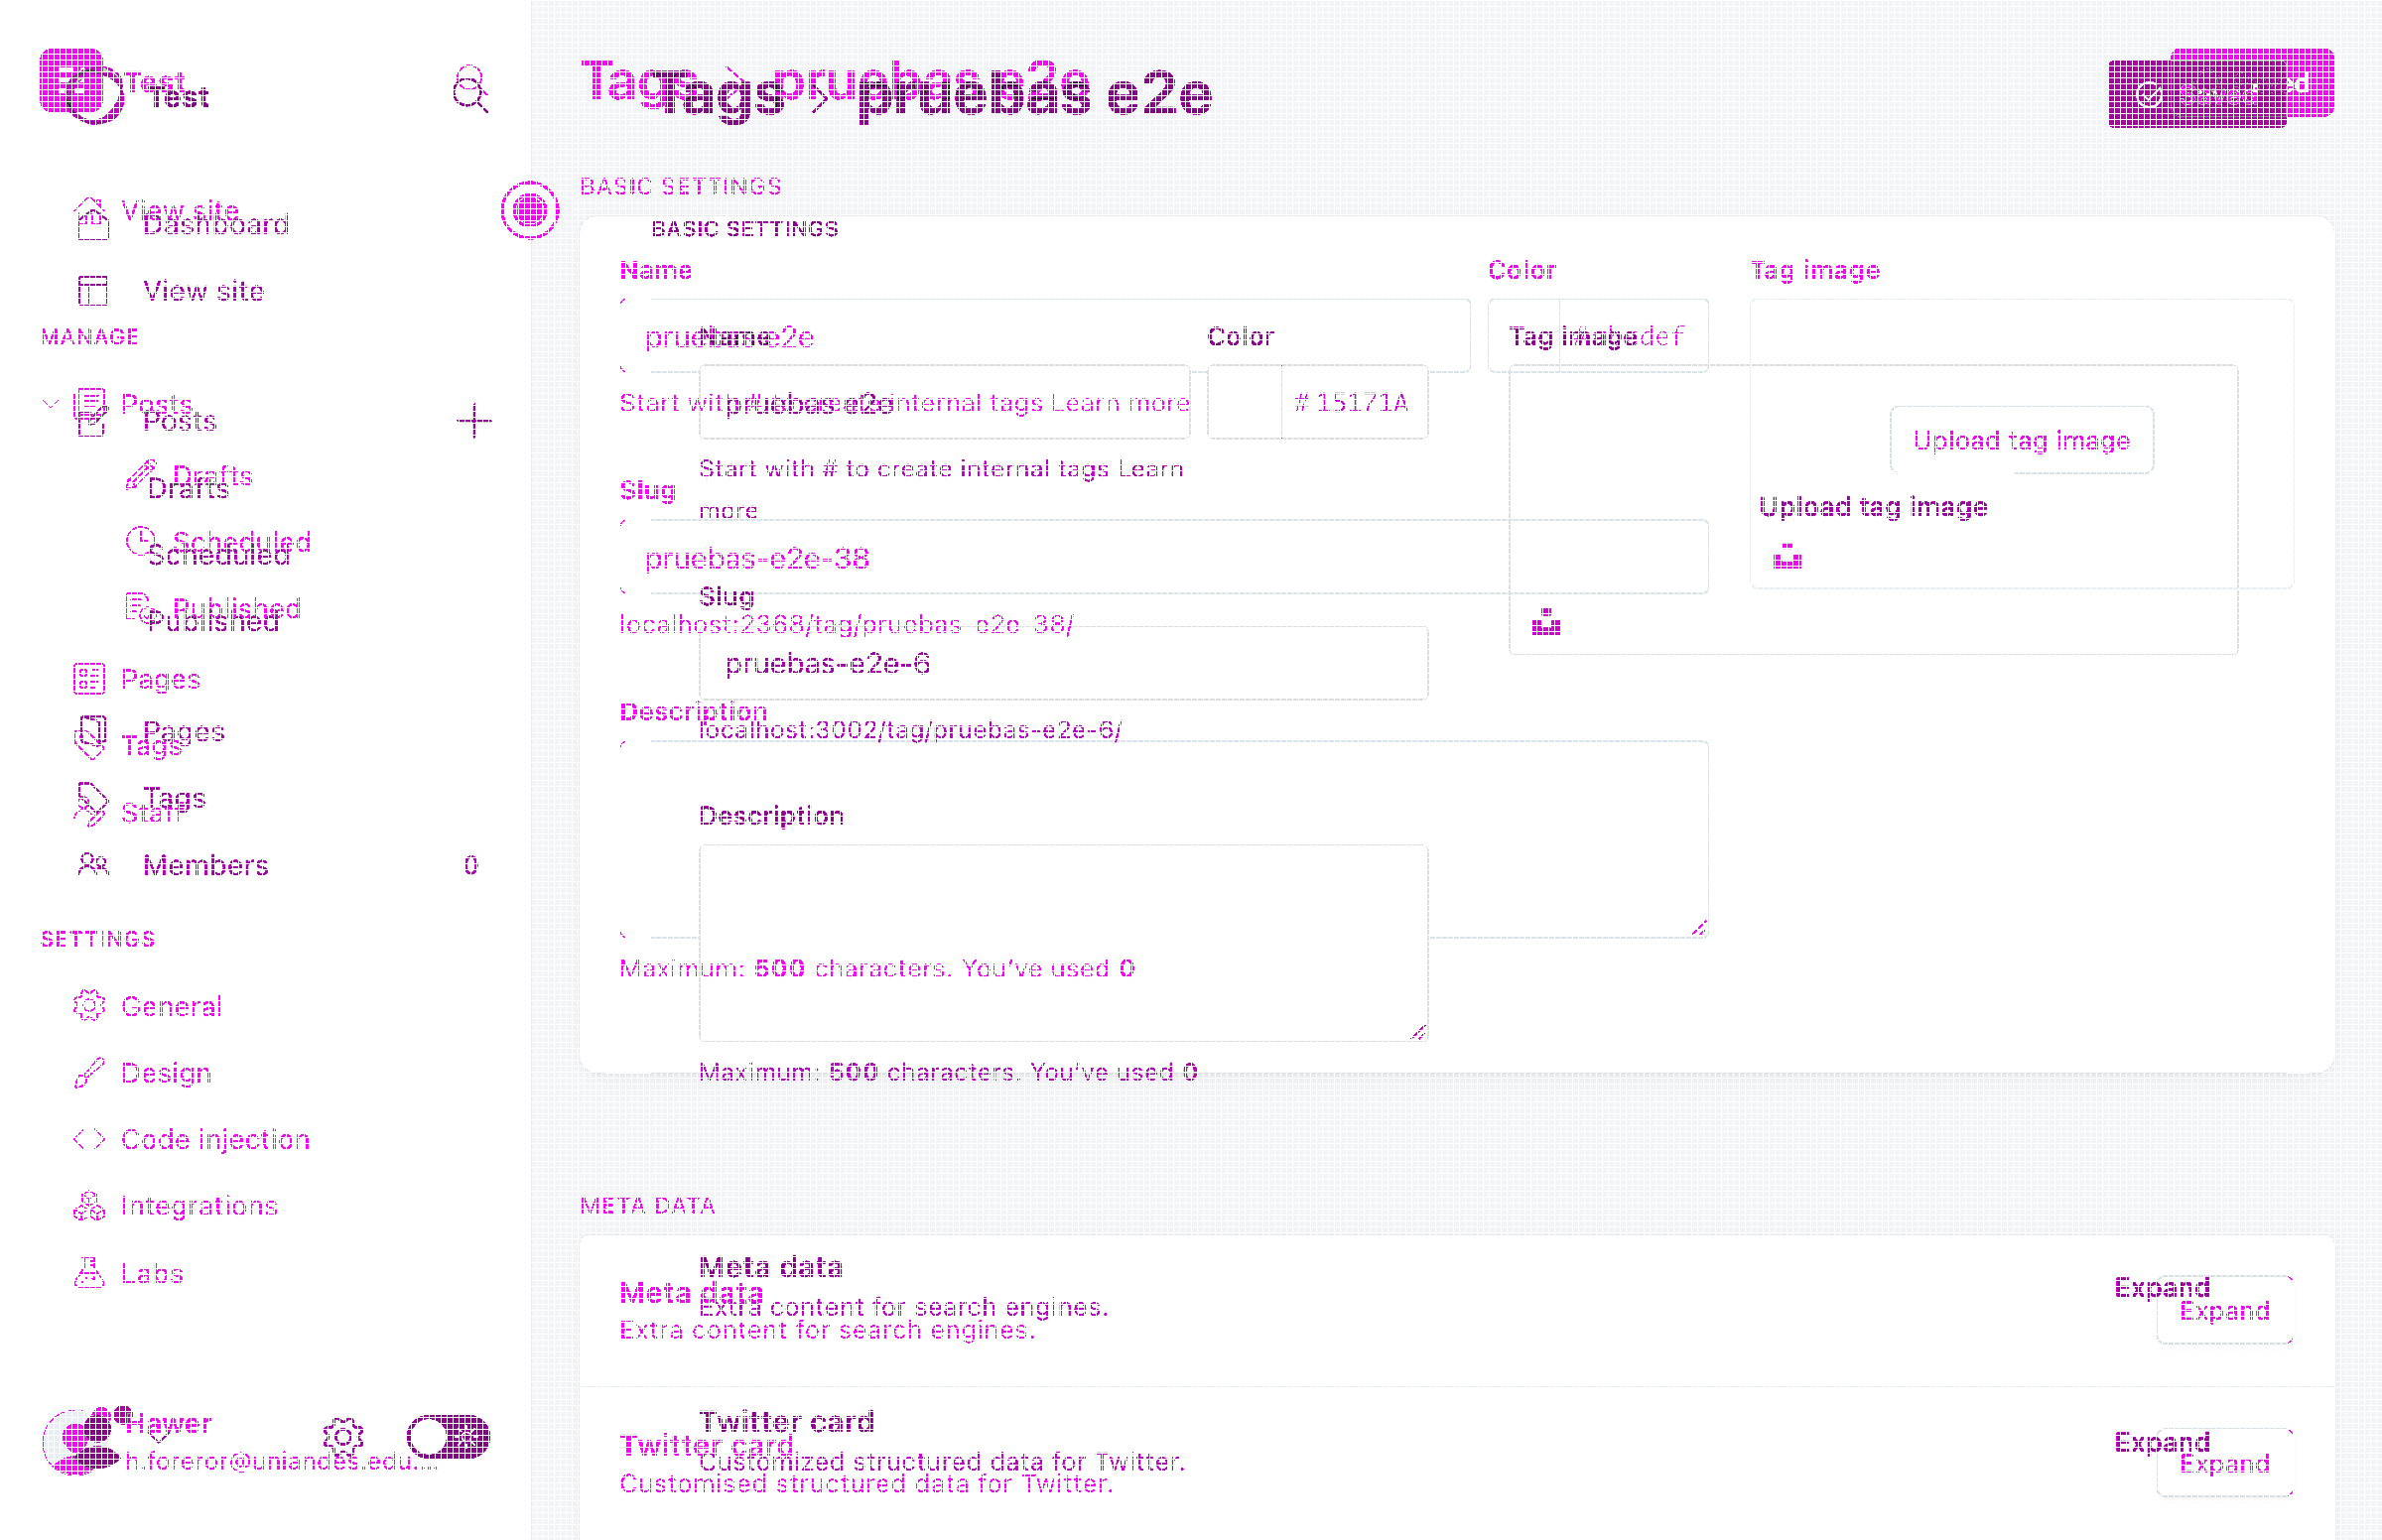 Test
Test
Tags › pruebas e2e
Tags › pruebas e2e
Saved
View site
Dashboard
View site
MANAGE
Posts
Posts
Drafts
Drafts
Scheduled
Scheduled
Published
Published
Pages
Pages
Tags
Tags
Staff
Members 0
SETTINGS
General
Design
Code injection
Integrations
Labs
Hawer
h.foreror@uniandes.edu....
BASIC SETTINGS
BASIC SETTINGS
Name
Color
Tag image
pruebas e2e
Name
Color
Tag image
Start with # to create internal tags Learn more
pruebas e2e
# 15171A
Upload tag image
Start with # to create internal tags Learn
more
Slug
Upload tag image
pruebas-e2e-38
Slug
localhost:2368/tag/pruebas-e2e-38/
pruebas-e2e-6
Description
localhost:3002/tag/pruebas-e2e-6/
Description
Maximum: 500 characters. You’ve used 0
Maximum: 500 characters. You’ve used 0
META DATA
Meta data
Expand
Meta data
Extra content for search engines.
Expand
Extra content for search engines.
Twitter card
Expand
Twitter card
Customized structured data for Twitter.
Expand
Customised structured data for Twitter.